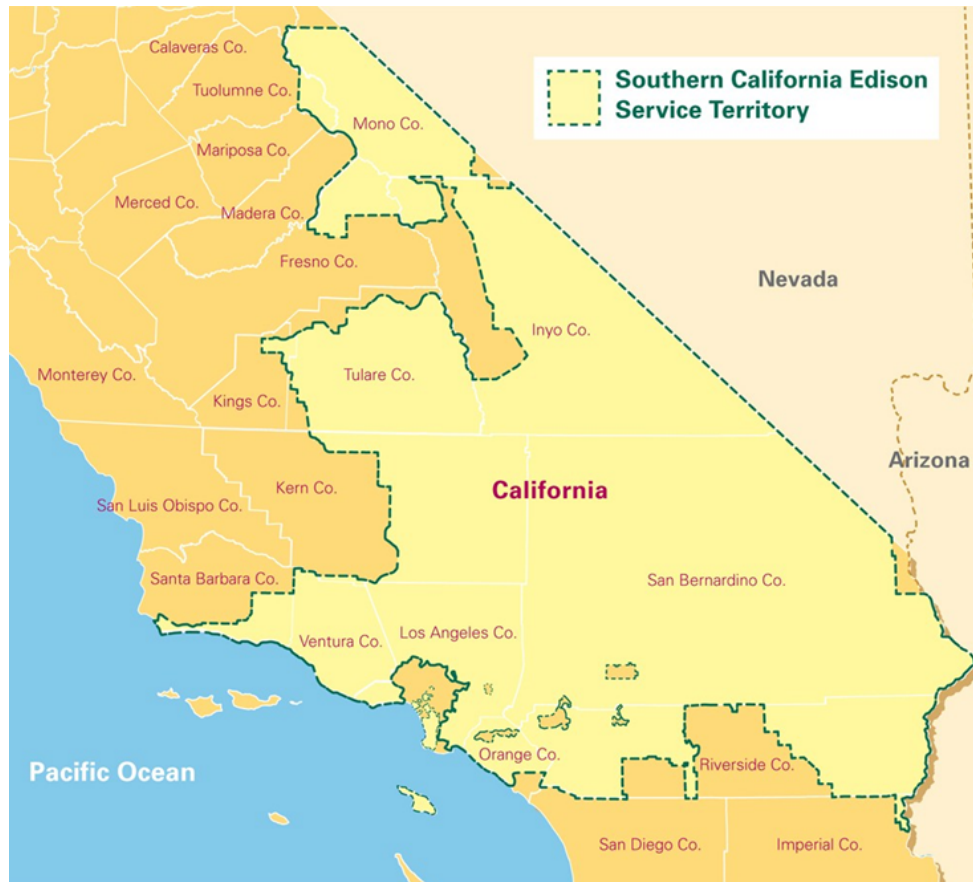 Calaveras Co.
Southern California Edison
Service Territory
Tuolumne Co.
Mono Co.
Mariposa Co.
Merced Co.
Madera Co.
Fresno Co.
Nevada
Inyo Co.
Monterey Co.
Tulare Co.
Kings Co.
Arizona
Kern Co.
California
San Luis Obispo Co.
Santa Barbara Co.
San Bernardino Co.
Ventura Co.
Los Angeles Co.
Orange Co.
Riverside Co.
Pacific Ocean
San Diego Co.
Imperial Co.